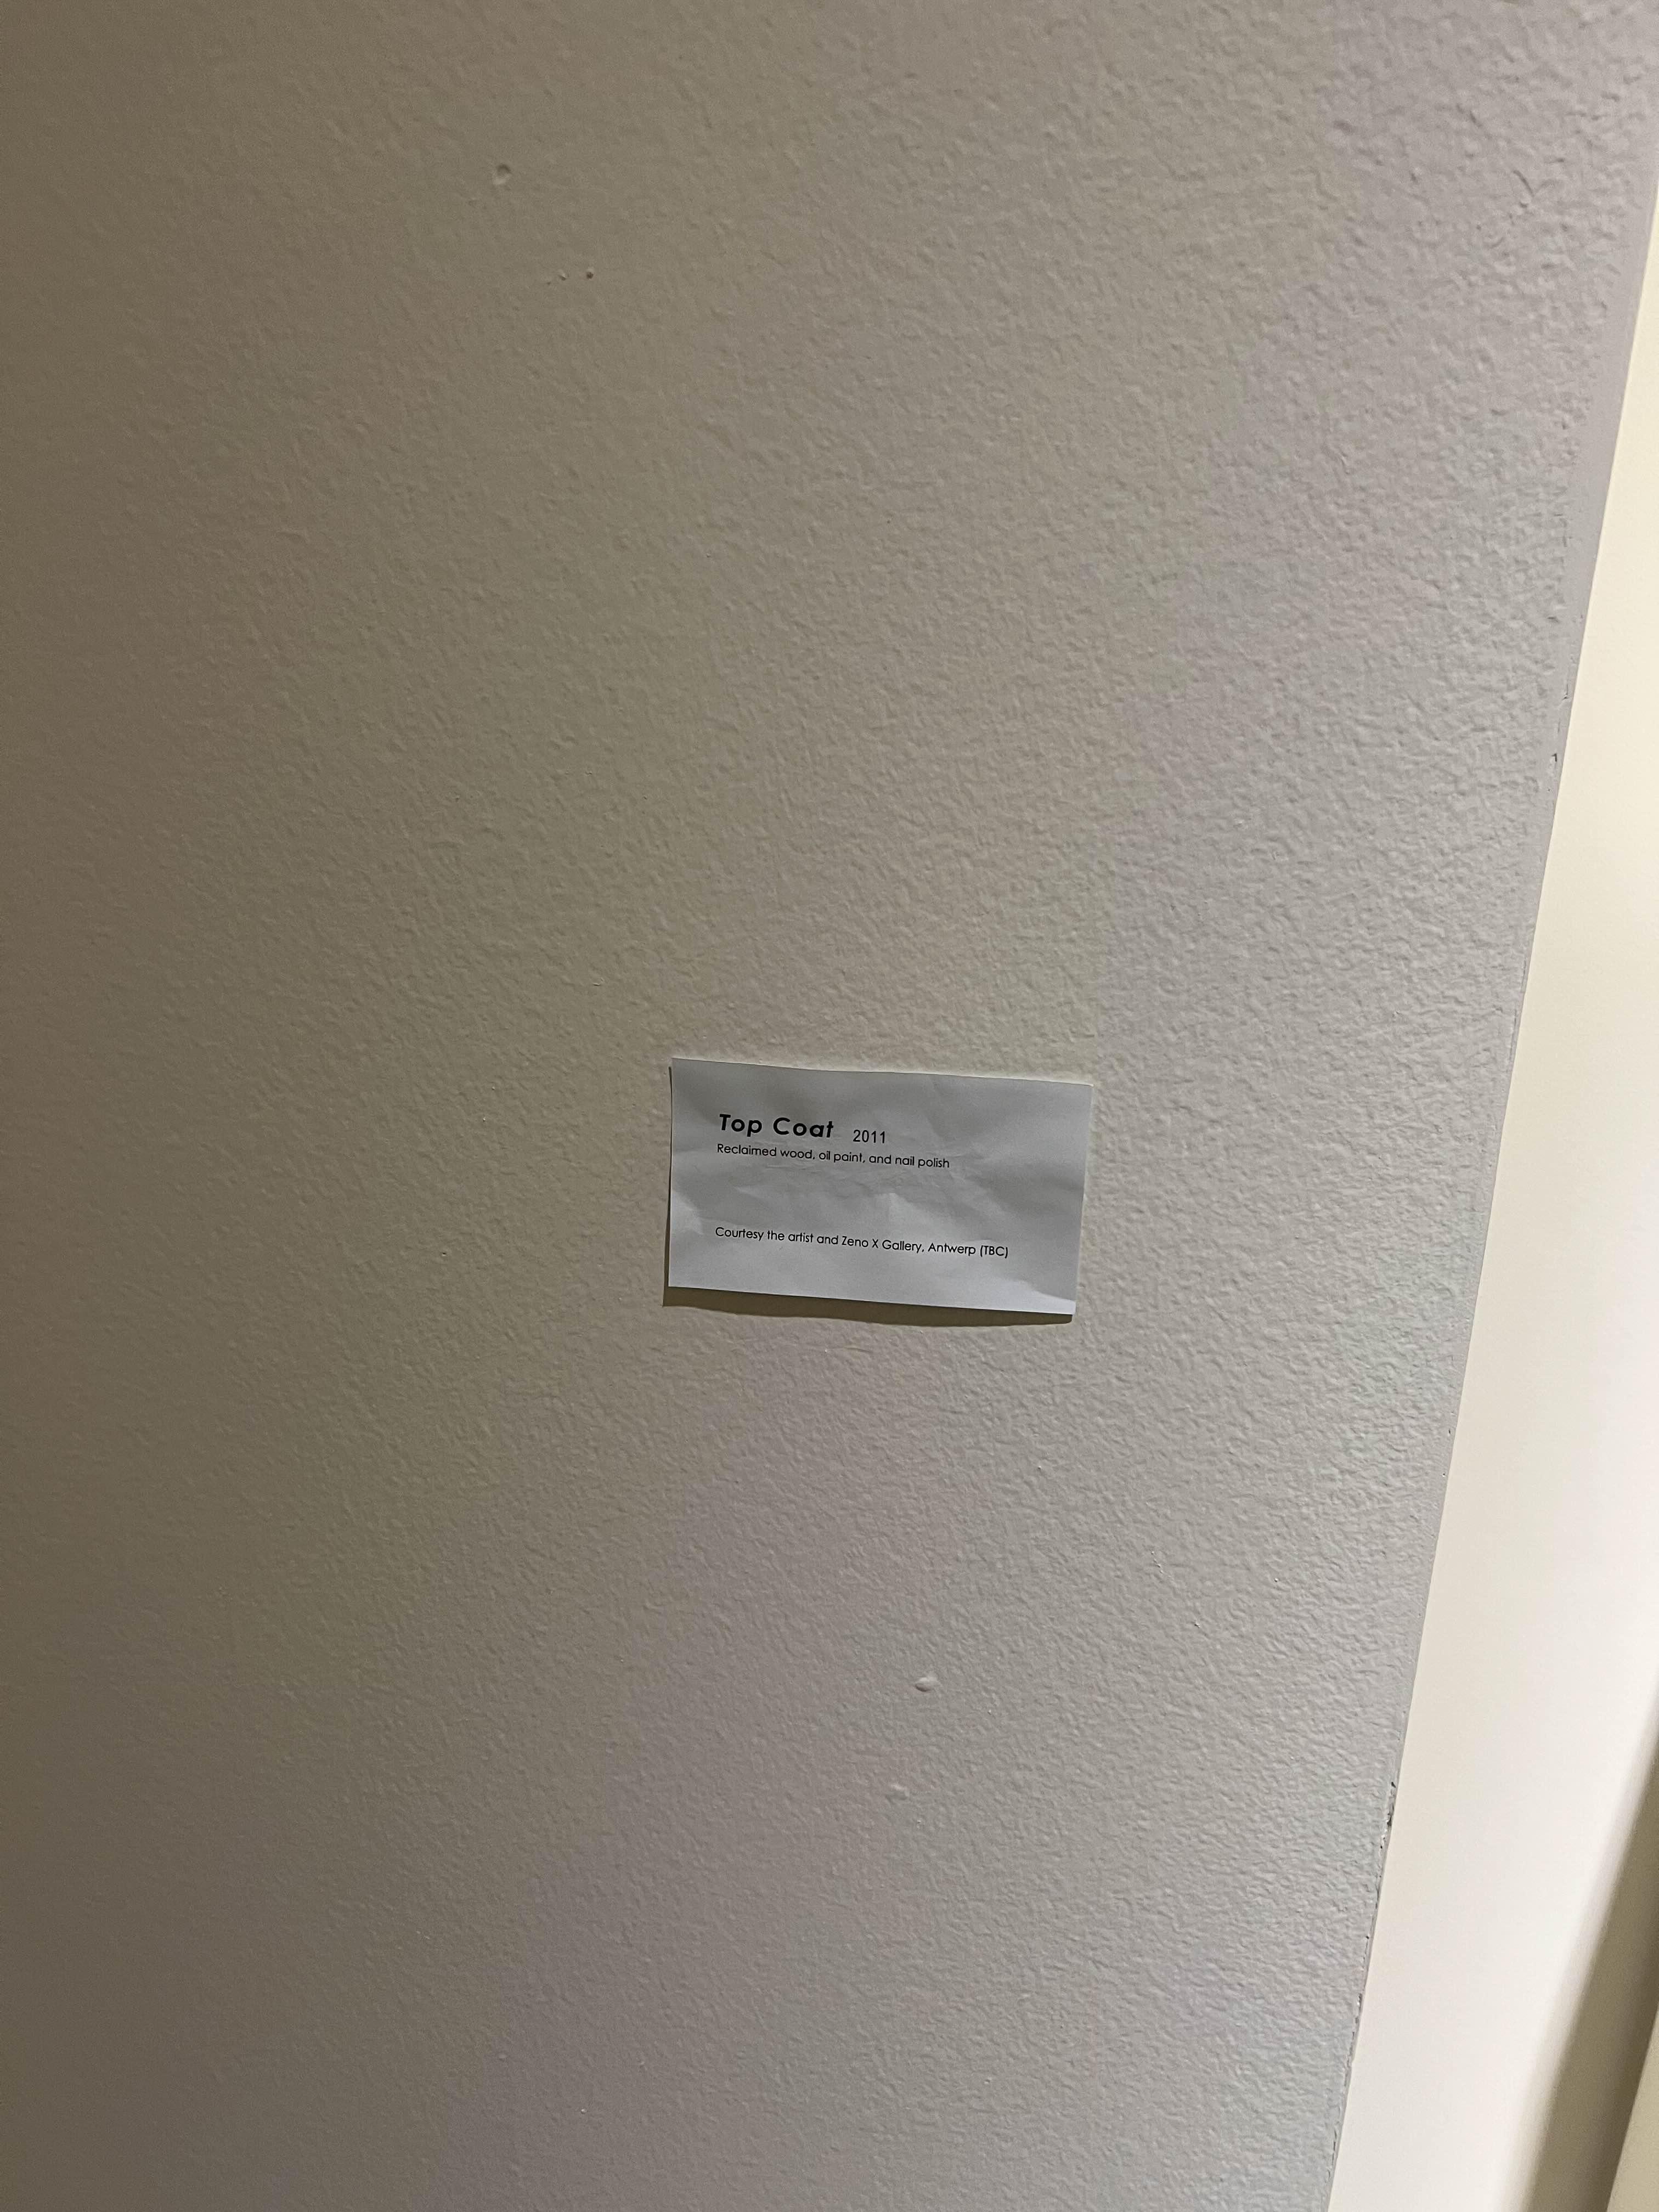 Top Coat 2011
Reclaimed wood, oil paint, and nail polish
Courtesy the artist and Zeno X Gallery, Antwerp (TBC)